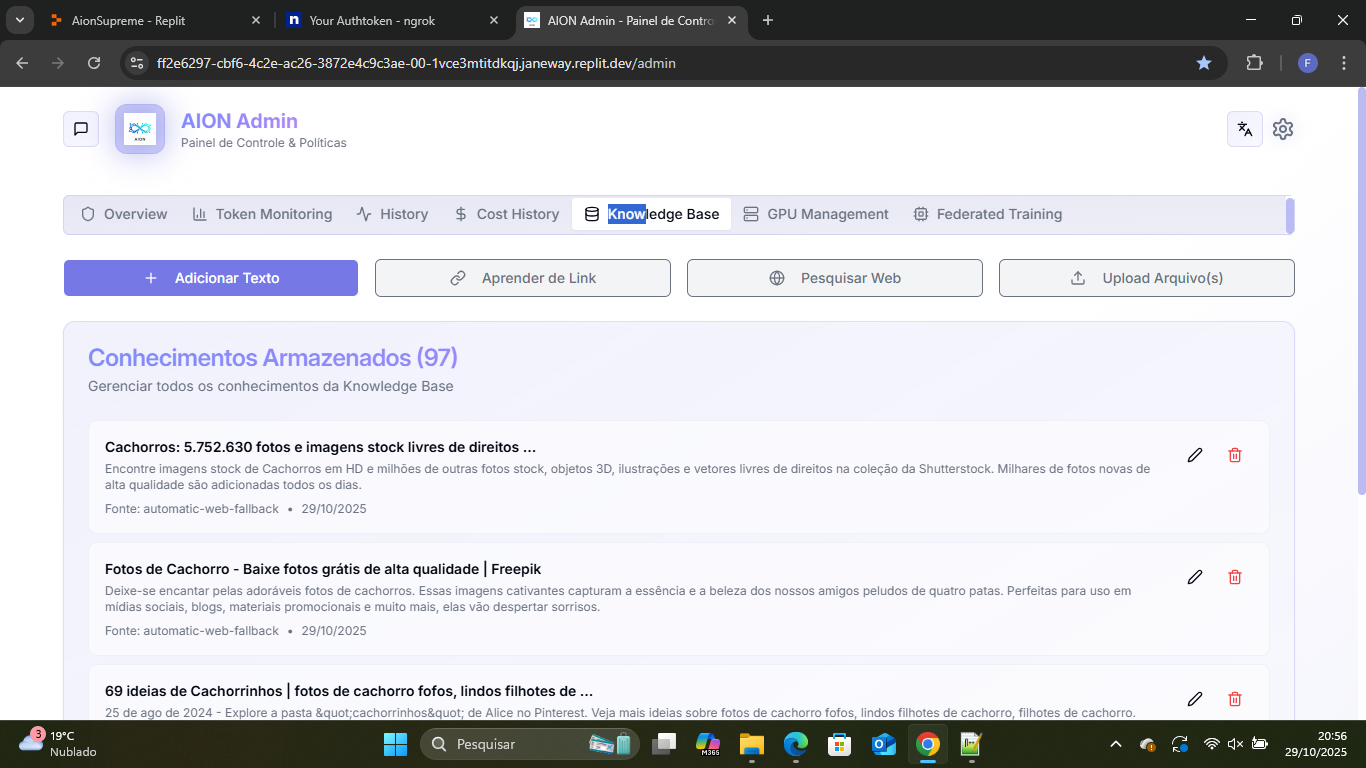 AionSupreme - Replit
Your Authtoken - ngrok
AION Admin - Painel de Contro
ff2e6297-cbf6-4c2e-ac26-3872e4c9c3ae-00-1vce3mtitdkqj.janeway.replit.dev/admin
F
AION
AION Admin
Painel de Controle & Políticas
Overview
Token Monitoring
History
Cost History
Knowledge Base
GPU Management
Federated Training
Adicionar Texto
Aprender de Link
Pesquisar Web
Upload Arquivo(s)
Conhecimentos Armazenados (97)
Gerenciar todos os conhecimentos da Knowledge Base
Cachorros: 5.752.630 fotos e imagens stock livres de direitos ...
Encontre imagens stock de Cachorros em HD e milhões de outras fotos stock, objetos 3D, ilustrações e vetores livres de direitos na coleção da Shutterstock. Milhares de fotos novas de
alta qualidade são adicionadas todos os dias.
Fonte: automatic-web-fallback • 29/10/2025
Fotos de Cachorro - Baixe fotos grátis de alta qualidade | Freepik
Deixe-se encantar pelas adoráveis fotos de cachorros. Essas imagens cativantes capturam a essência e a beleza dos nossos amigos peludos de quatro patas. Perfeitas para uso em
mídias sociais, blogs, materiais promocionais e muito mais, elas vão despertar sorrisos.
Fonte: automatic-web-fallback • 29/10/2025
69 ideias de Cachorrinhos | fotos de cachorro fofos, lindos filhotes de ...
25 de ago de 2024 - Explore a pasta &quot;cachorrinhos&quot; de Alice no Pinterest. Veja mais ideias sobre fotos de cachorro fofos, lindos filhotes de cachorro, filhotes de cachorro.
3
19°C
Nublado
Pesquisar
M365
20:56
29/10/2025